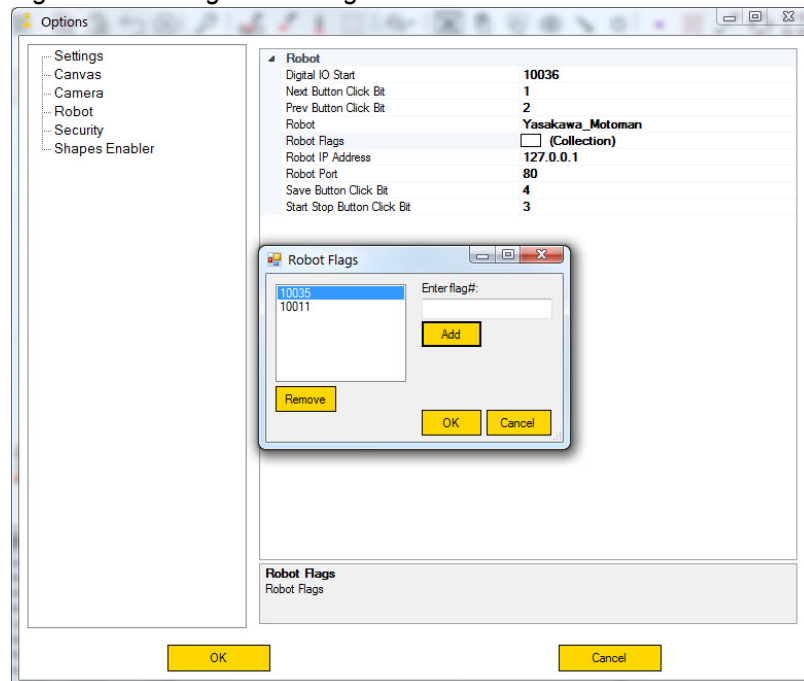 Options
Settings
Canvas
Camera
Robot
Security
Shapes Enabler
Robot
Digital IO Start 10036
Next Button Click Bit 1
Prev Button Click Bit 2
Robot Yasakawa_Motoman
Robot Flags (Collection)
Robot IP Address 127.0.0.1
Robot Port 80
Save Button Click Bit 4
Start Stop Button Click Bit 3
Robot Flags
10035
10011
Enter flag#:
Add
Remove
OK Cancel
Robot Flags
Robot Flags
OK Cancel